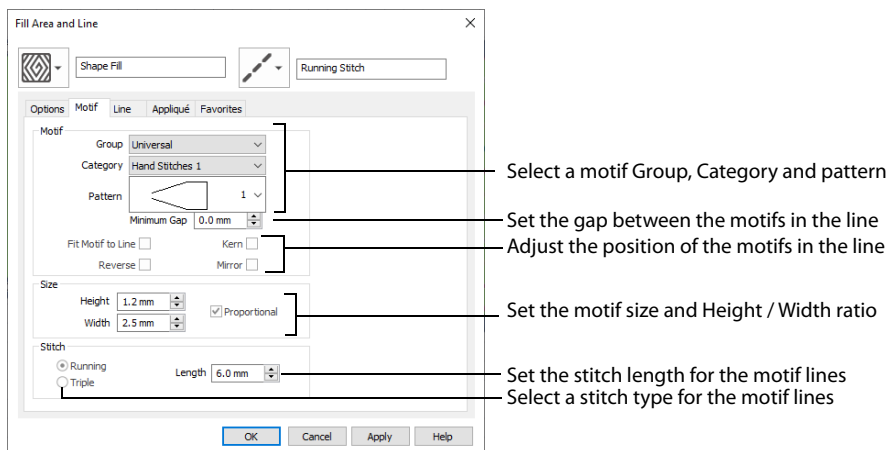 Fill Area and Line
Shape Fill
Running Stitch
Options Motif Line Appliqué Favorites
Motif
Group Universal
Category Hand Stitches 1
Pattern 1
Minimum Gap 0.0 mm
Fit Motif to Line Kern
Reverse Mirror
Size
Height 1.2 mm
Proportional
Width 2.5 mm
Stitch
Running
Length 6.0 mm
Triple
OK Cancel Apply Help
Select a motif Group, Category and pattern
Set the gap between the motifs in the line
Adjust the position of the motifs in the line
Set the motif size and Height / Width ratio
Set the stitch length for the motif lines
Select a stitch type for the motif lines